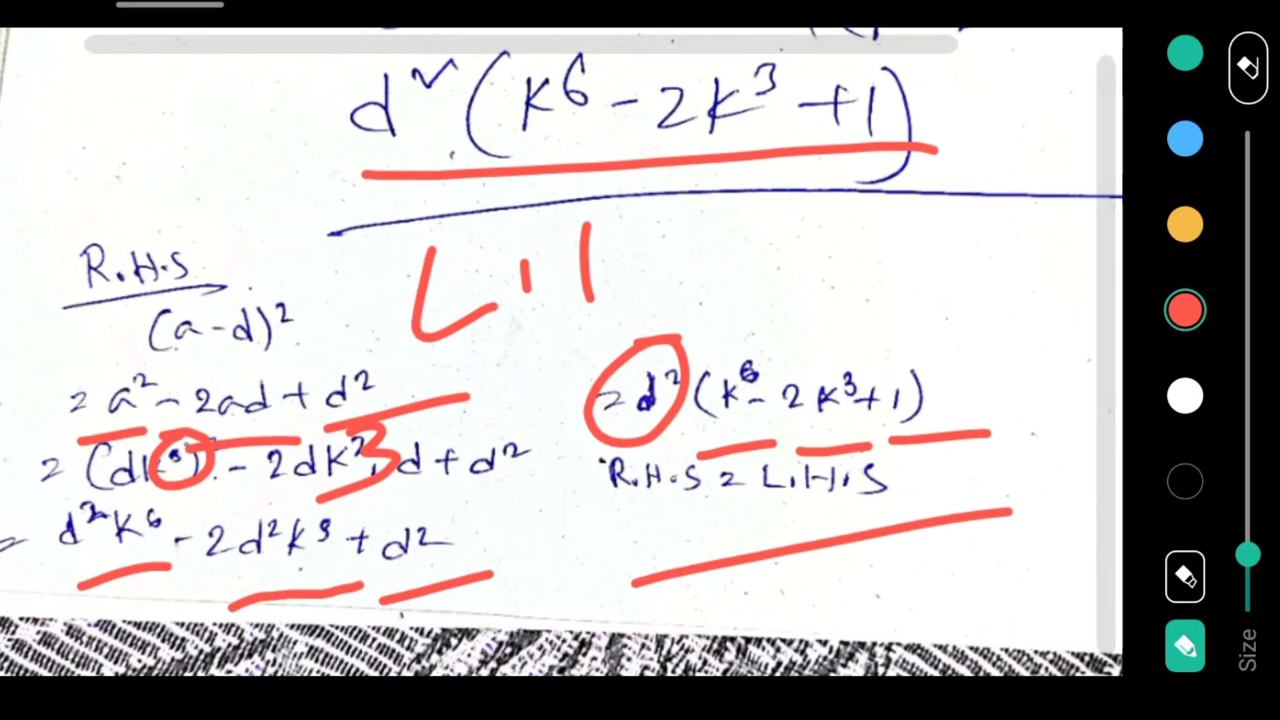 d² (k⁶ - 2k³ + 1)
L . I
R.H.S
(a - d)²
= a² - 2ad + d²
= (dk³)² - 2dk³. d + d²
= d²k⁶ - 2d²k³ + d²
= d² (k⁶ - 2k³ + 1)
R.H.S = L.H.S
Size